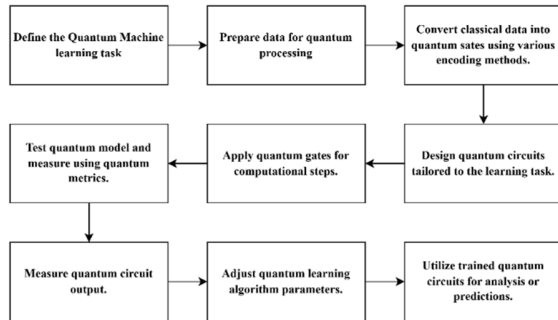 Define the Quantum Machine
learning task
Prepare data for quantum
processing
Convert classical data into
quantum sates using various
encoding methods.
Design quantum circuits
tailored to the learning task.
Apply quantum gates for
computational steps.
Test quantum model and
measure using quantum
metrics.
Measure quantum circuit
output.
Adjust quantum learning
algorithm parameters.
Utilize trained quantum
circuits for analysis or
predictions.